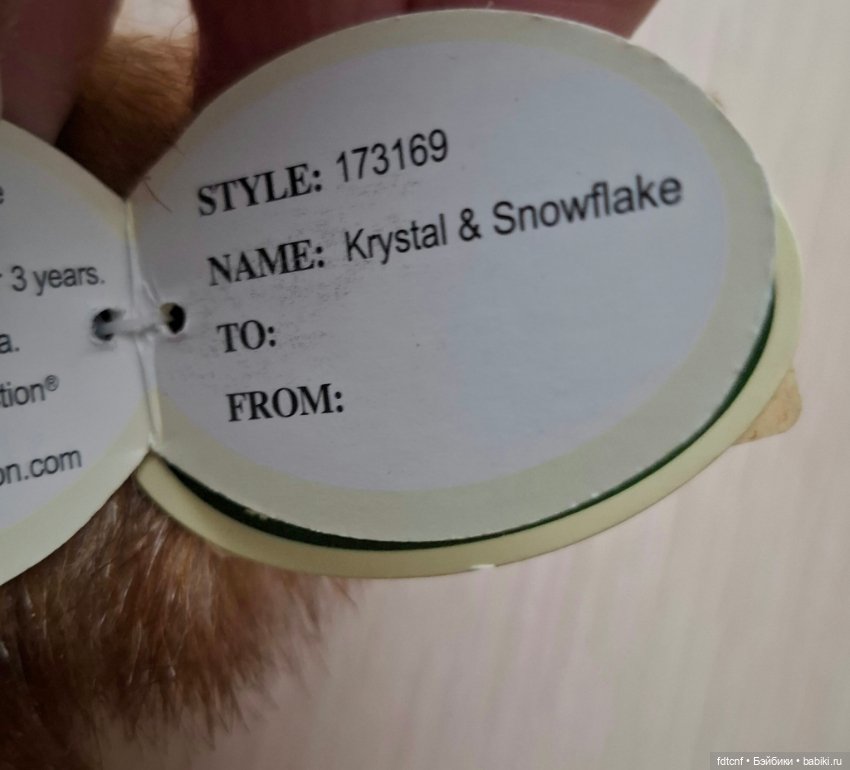 3 years.
a.
tion®
on.com
STYLE: 173169
NAME: Krystal & Snowflake
TO:
FROM:
fdtcnf • Бэйбики • babiki.ru